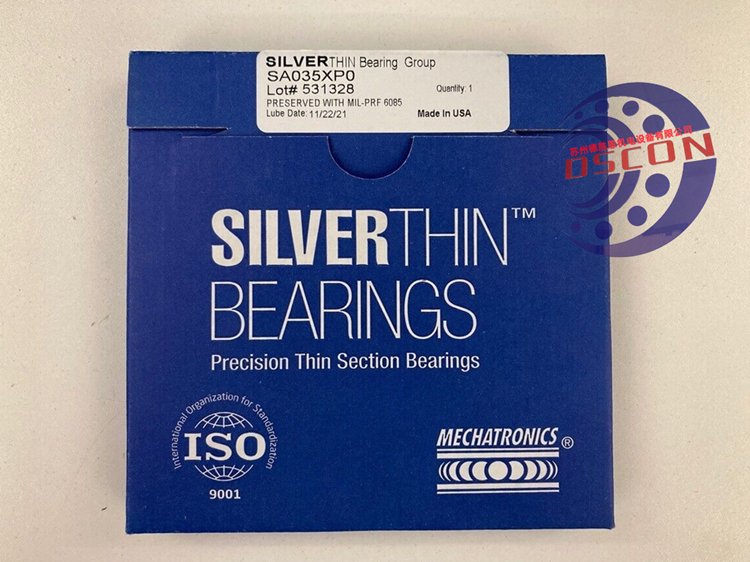 SILVERTHIN Bearing Group
SA035XP0
Lot# 531328 Quantity: 1
PRESERVED WITH MIL-PRF 6085
Lube Date: 11/22/21 Made In USA
DSCON
SILVERTHIN™
BEARINGS
Precision Thin Section Bearings
International Organization for Standardization
ISO
9001
MECHATRONICS ®